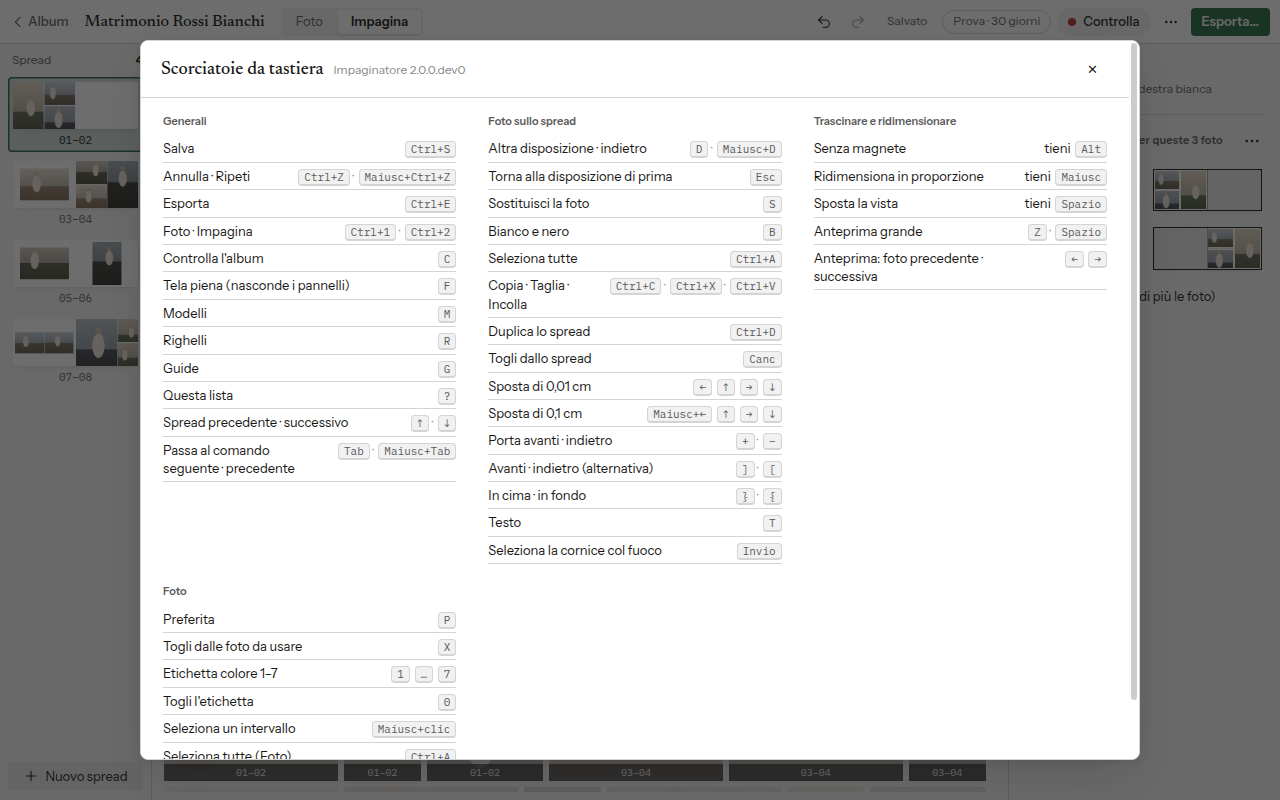 Album
Matrimonio Rossi Bianchi
Foto
Impagina
Salvato
Prova · 30 giorni
Controlla
Esporta...
Spread
01–02
03–04
05–06
07–08
Nuovo spread
Scorciatoie da tastiera
Impaginatore 2.0.0.dev0
Generali
Salva Ctrl+S
Annulla · Ripeti Ctrl+Z · Maiusc+Ctrl+Z
Esporta Ctrl+E
Foto · Impagina Ctrl+1 · Ctrl+2
Controlla l'album C
Tela piena (nasconde i pannelli) F
Modelli M
Righelli R
Guide G
Questa lista ?
Spread precedente · successivo ↑ · ↓
Passa al comando Tab · Maiusc+Tab
seguente · precedente
Foto sullo spread
Altra disposizione · indietro D · Maiusc+D
Torna alla disposizione di prima Esc
Sostituisci la foto S
Bianco e nero B
Seleziona tutte Ctrl+A
Copia · Taglia · Ctrl+C · Ctrl+X · Ctrl+V
Incolla
Duplica lo spread Ctrl+D
Togli dallo spread Canc
Sposta di 0,01 cm ← ↑ → ↓
Sposta di 0,1 cm Maiusc+← ↑ → ↓
Porta avanti · indietro + · −
Avanti · indietro (alternativa) ] · [
In cima · in fondo } · {
Testo T
Seleziona la cornice col fuoco Invio
Trascinare e ridimensionare
Senza magnete tieni Alt
Ridimensiona in proporzione tieni Maiusc
Sposta la vista tieni Spazio
Anteprima grande Z · Spazio
Anteprima: foto precedente · ← →
successiva
Foto
Preferita P
Togli dalle foto da usare X
Etichetta colore 1–7 1 … 7
Togli l'etichetta 0
Seleziona un intervallo Maiusc+clic
Seleziona tutte (Foto) Ctrl+A
destra bianca
er queste 3 foto
di più le foto)
01–02
01–02
01–02
03–04
03–04
03–04